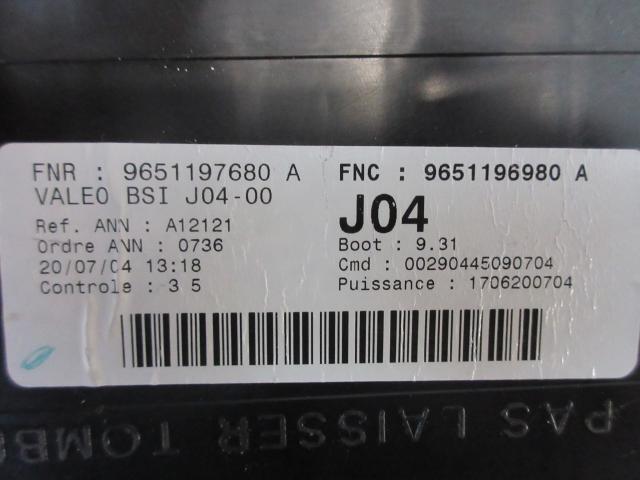 FNR : 9651197680 A
VALEO BSI J04-00
Ref. ANN : A12121
Ordre ANN : 0736
20/07/04 13:18
Controle : 3 5
FNC : 9651196980 A
J04
Boot : 9.31
Cmd : 00290445090704
Puissance : 1706200704
PAS LAISSER TOMB